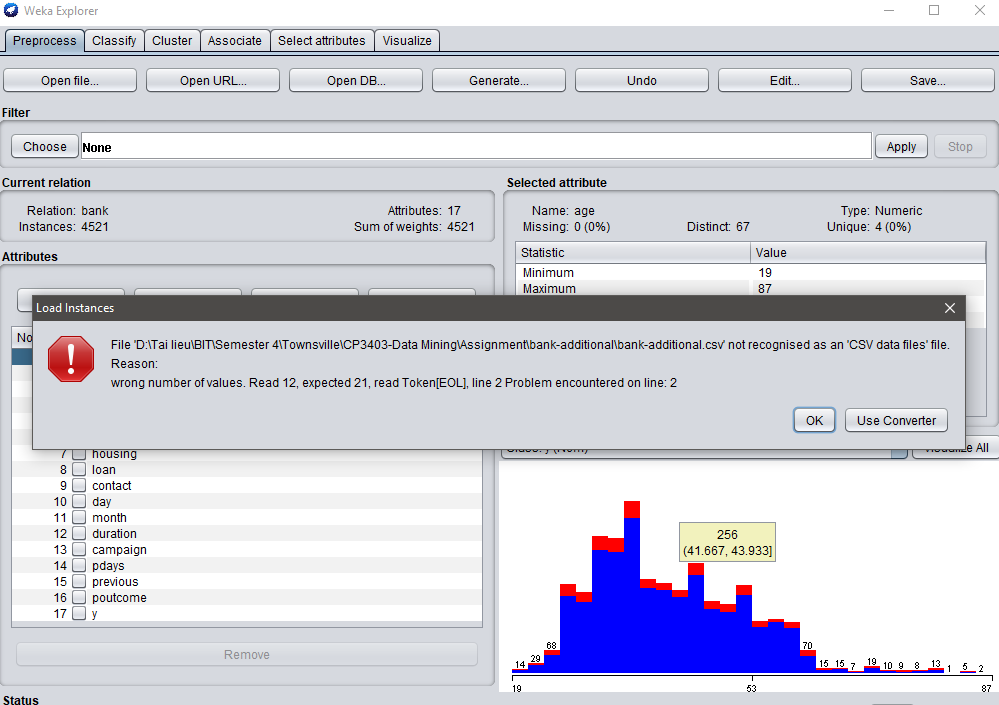 Weka Explorer
Preprocess Classify Cluster Associate Select attributes Visualize
Open file... Open URL... Open DB... Generate... Undo Edit... Save...
Filter
Choose None Apply Stop
Current relation
Relation: bank Attributes: 17
Instances: 4521 Sum of weights: 4521
Selected attribute
Name: age Type: Numeric
Missing: 0 (0%) Distinct: 67 Unique: 4 (0%)
Statistic Value
Minimum 19
Maximum 87
Attributes
No
Load Instances
File 'D:\Tai lieu\BIT\Semester 4\Townsville\CP3403-Data Mining\Assignment\bank-additional\bank-additional.csv' not recognised as an 'CSV data files' file.
Reason:
wrong number of values. Read 12, expected 21, read Token[EOL], line 2 Problem encountered on line: 2
OK Use Converter
7 housing
8 loan
9 contact
10 day
11 month
12 duration
13 campaign
14 pdays
15 previous
16 poutcome
17 y
Remove
Visualize All
256
(41.667, 43.933]
14 29 68 70 15 15 7 19 10 9 8 13 1 5 2
19 53 87
Status